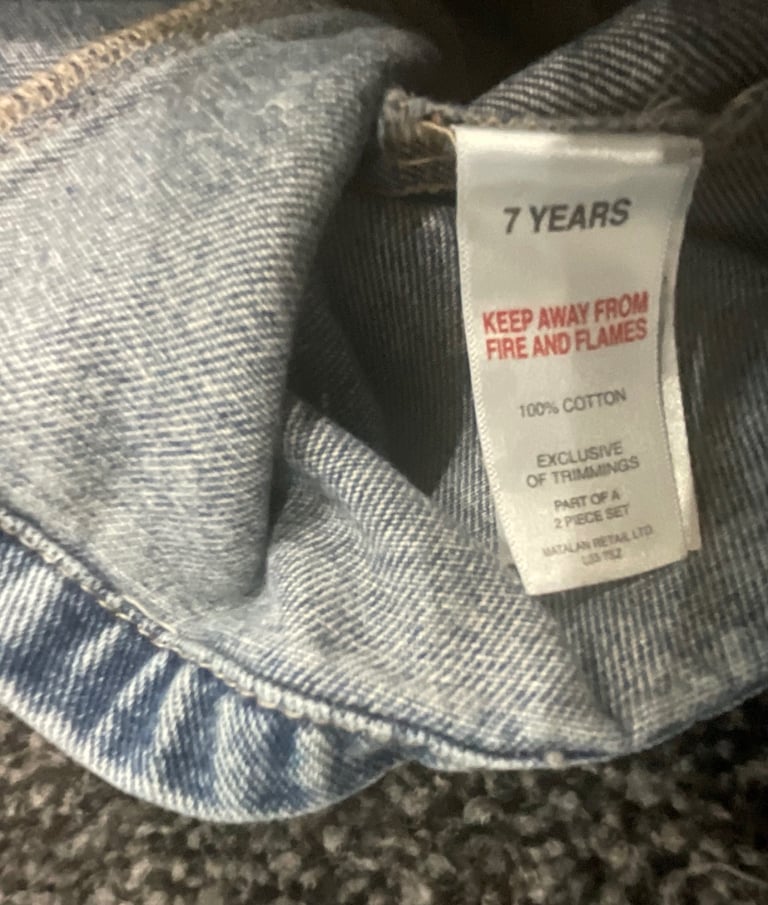 7 YEARS
KEEP AWAY FROM
FIRE AND FLAMES
100% COTTON
EXCLUSIVE
OF TRIMMINGS
PART OF A
2 PIECE SET
MATALAN RETAIL LTD